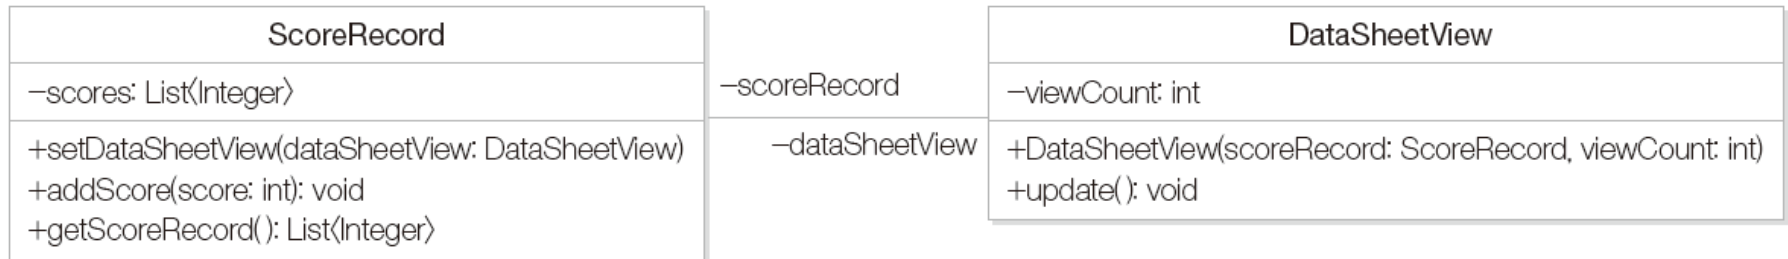 ScoreRecord
–scores: List〈Integer〉
+setDataSheetView(dataSheetView: DataSheetView)
+addScore(score: int): void
+getScoreRecord(): List〈Integer〉
–scoreRecord
–dataSheetView
DataSheetView
–viewCount: int
+DataSheetView(scoreRecord: ScoreRecord, viewCount: int)
+update(): void